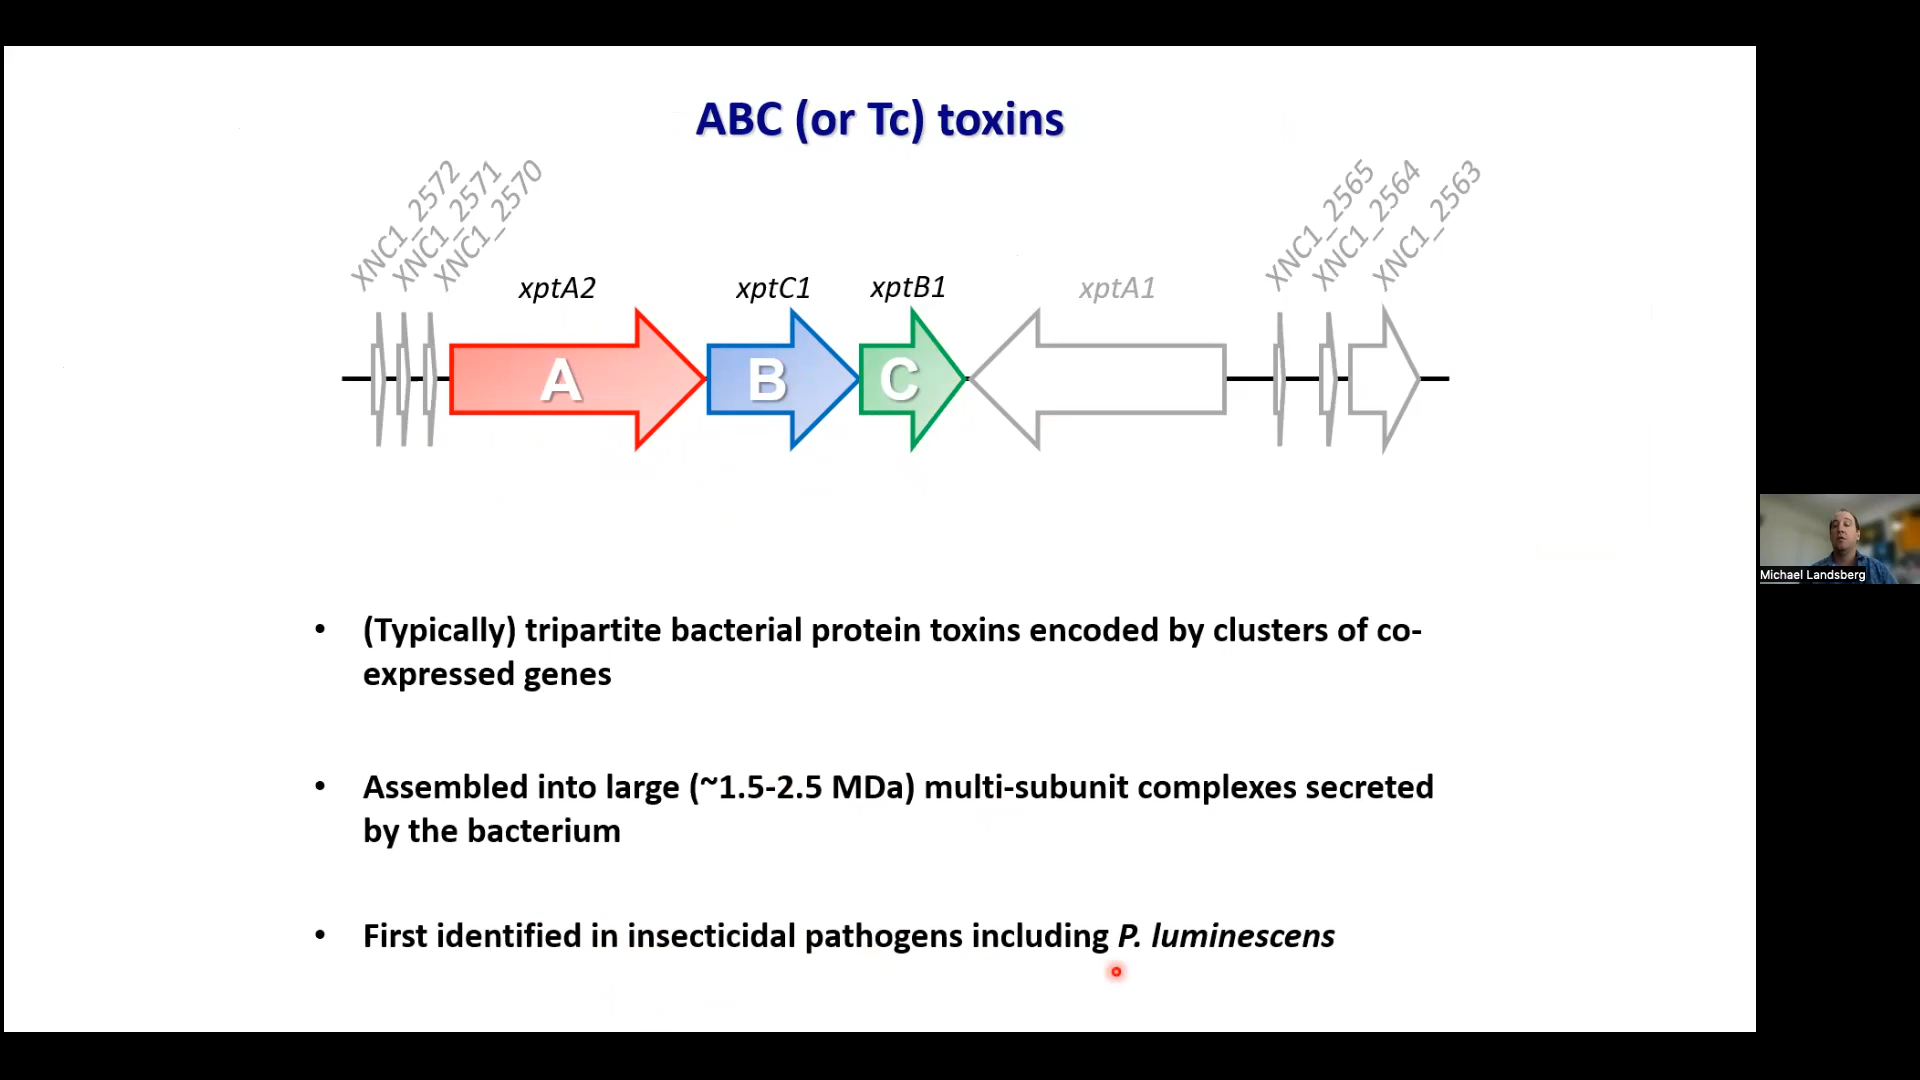 ABC (or Tc) toxins
XNC1_2572
XNC1_2571
XNC1_2570
XNC1_2565
XNC1_2564
XNC1_2563
xptA2
xptC1
xptB1
xptA1
A
B
C
• (Typically) tripartite bacterial protein toxins encoded by clusters of co-
expressed genes
• Assembled into large (~1.5-2.5 MDa) multi-subunit complexes secreted
by the bacterium
• First identified in insecticidal pathogens including P. luminescens
Michael Landsberg